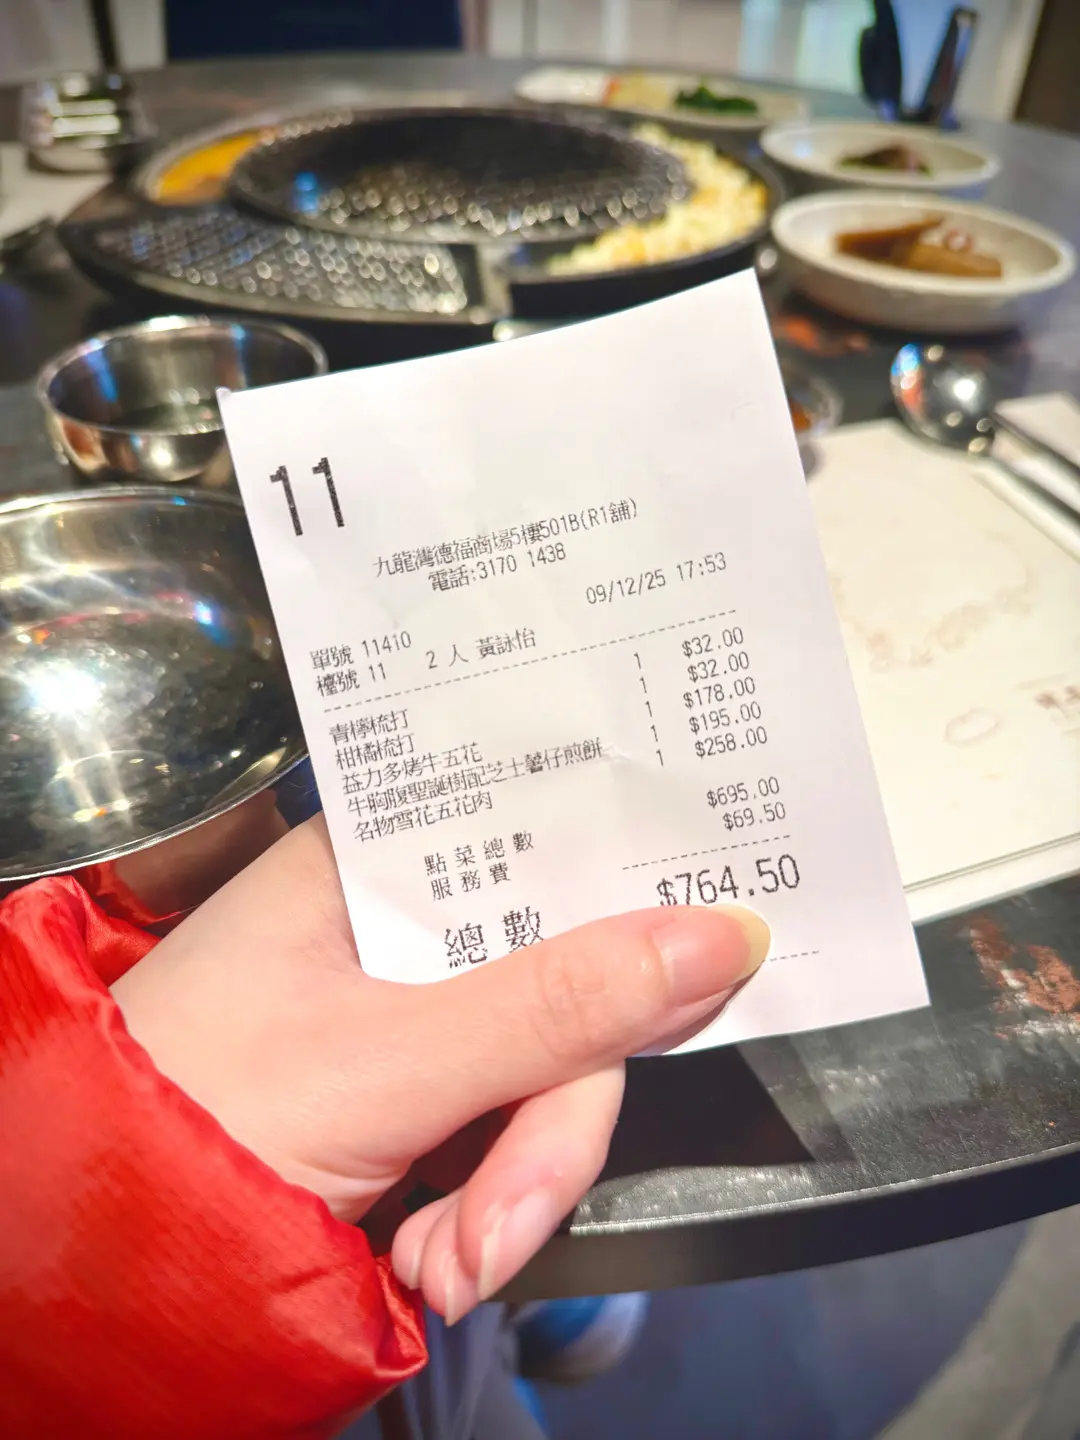 11
九龍灣德福商場5樓501B(R1舖)
電話:3170 1438
09/12/25 17:53
單號 11410
檯號 11 2 人 黃詠怡
青檸梳打 1 $32.00
柑橘梳打 1 $32.00
益力多烤牛五花 1 $178.00
牛胸腹聖誕樹配芝士薯仔煎餅 1 $195.00
名物雪花五花肉 1 $258.00
點菜總數 $695.00
服務費 $69.50
總數 $764.50